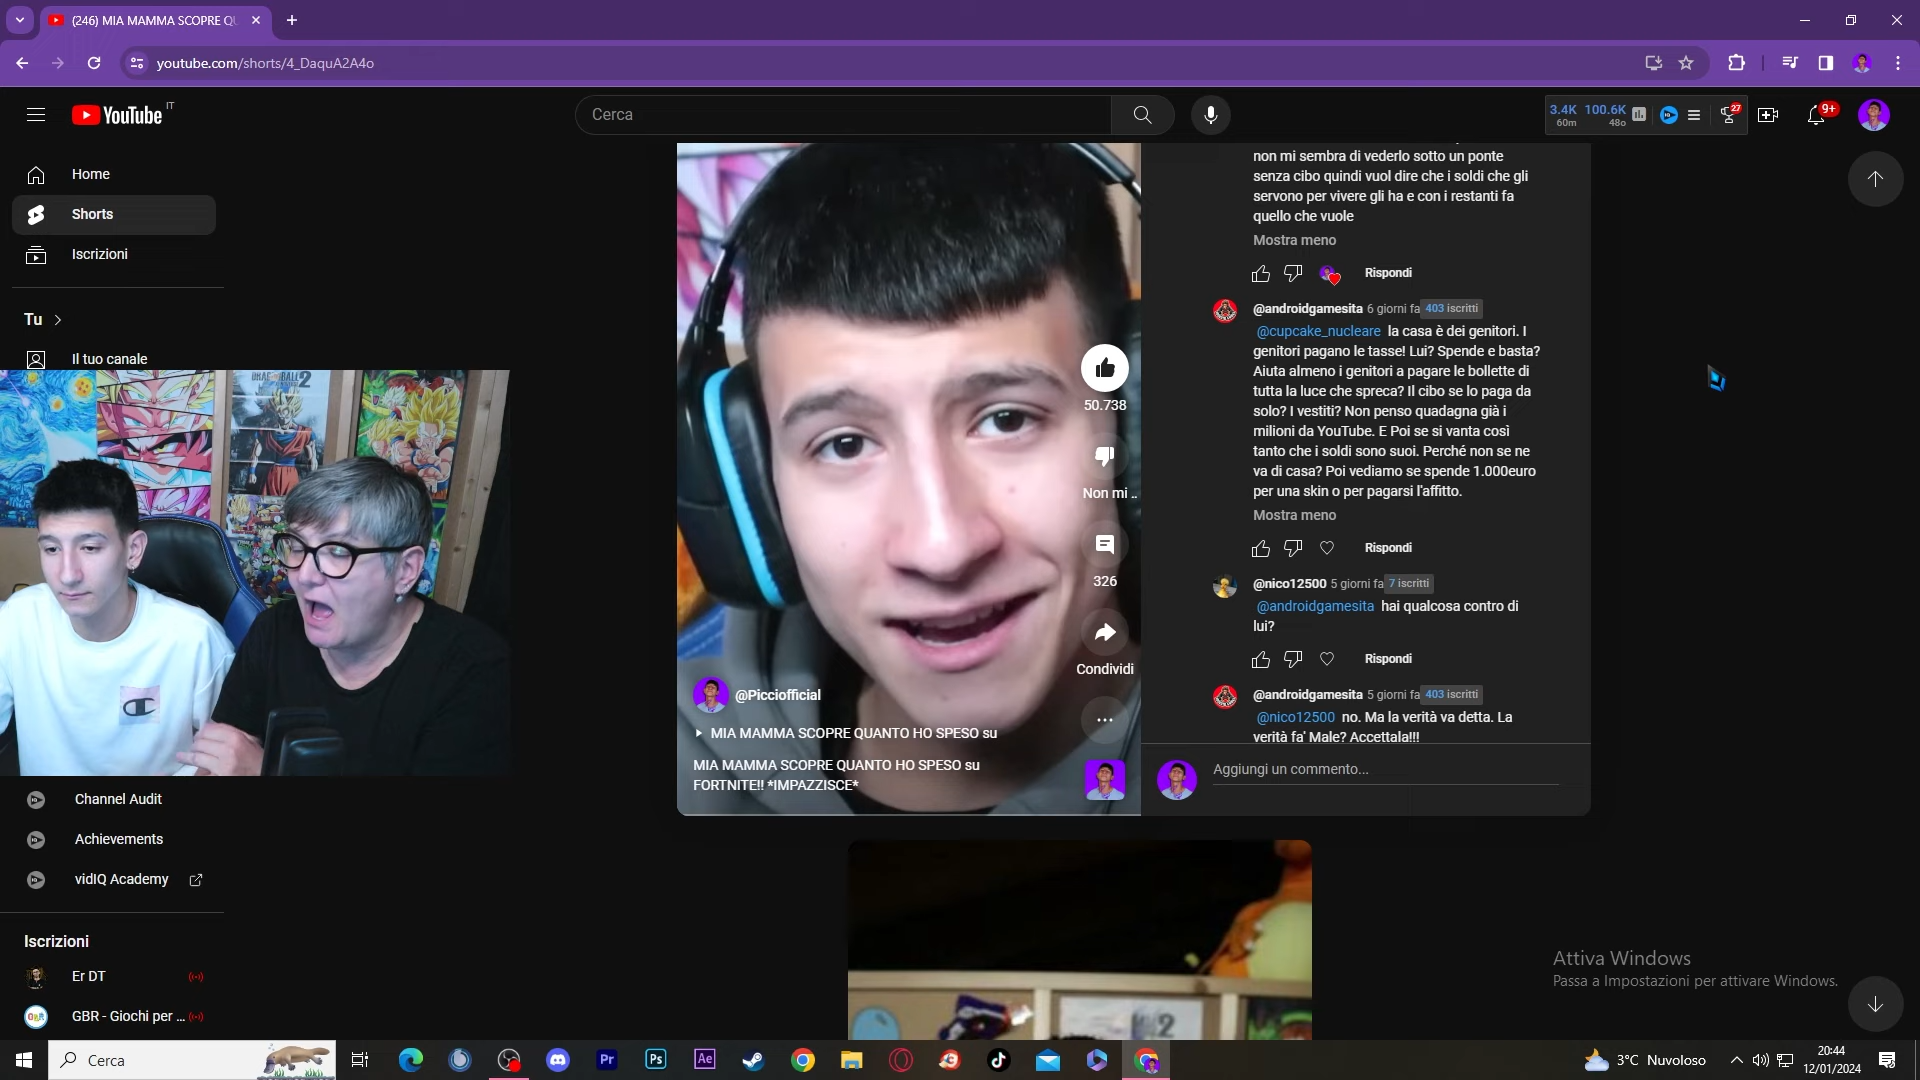 (246) MIA MAMMA SCOPRE QU
youtube.com/shorts/4_DaquA2A4o
YouTube IT
Cerca
3.4K 100.6K
60m 48o
27
9+
Home
Shorts
Iscrizioni
Tu
Il tuo canale
Channel Audit
Achievements
vidIQ Academy
Iscrizioni
Er DT
GBR - Giochi per ...
50.738
Non mi ..
326
Condividi
@Picciofficial
MIA MAMMA SCOPRE QUANTO HO SPESO su
MIA MAMMA SCOPRE QUANTO HO SPESO su
FORTNITE!! *IMPAZZISCE*
non mi sembra di vederlo sotto un ponte
senza cibo quindi vuol dire che i soldi che gli
servono per vivere gli ha e con i restanti fa
quello che vuole
Mostra meno
Rispondi
@androidgamesita 6 giorni fa 403 iscritti
@cupcake_nucleare la casa è dei genitori. I
genitori pagano le tasse! Lui? Spende e basta?
Aiuta almeno i genitori a pagare le bollette di
tutta la luce che spreca? Il cibo se lo paga da
solo? I vestiti? Non penso quadagna già i
milioni da YouTube. E Poi se si vanta così
tanto che i soldi sono suoi. Perché non se ne
va di casa? Poi vediamo se spende 1.000euro
per una skin o per pagarsi l'affitto.
Mostra meno
Rispondi
@nico12500 5 giorni fa 7 iscritti
@androidgamesita hai qualcosa contro di
lui?
Rispondi
@androidgamesita 5 giorni fa 403 iscritti
@nico12500 no. Ma la verità va detta. La
verità fa' Male? Accettala!!!
Aggiungi un commento...
Attiva Windows
Passa a Impostazioni per attivare Windows.
Cerca
Pr
Ps
Ae
3°C Nuvoloso
20:44
12/01/2024